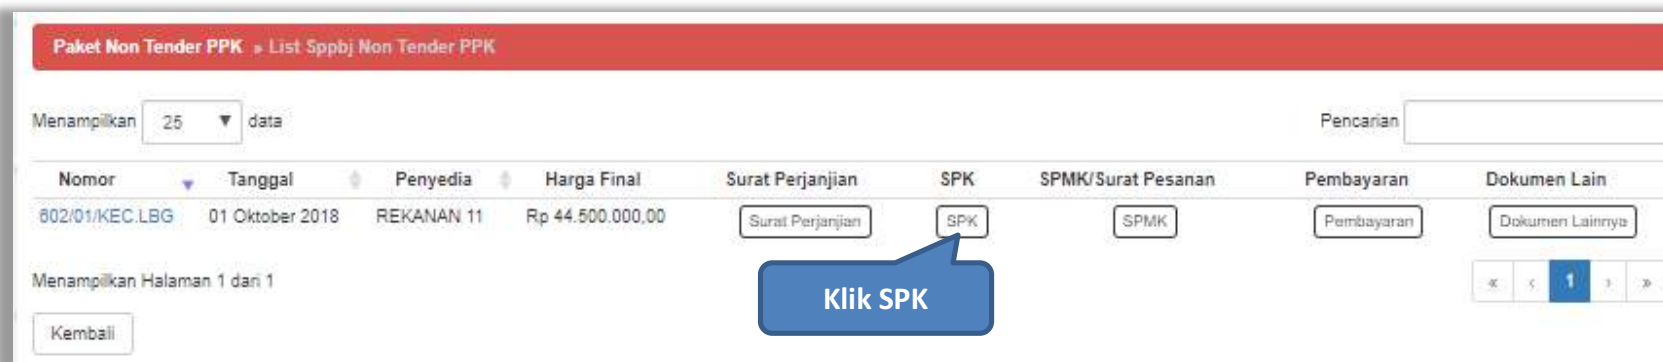 Paket Non Tender PPK » List Sppbj Non Tender PPK
Menampilkan 25 ▼ data Pencarian
Nomor Tanggal Penyedia Harga Final Surat Perjanjian SPK SPMK/Surat Pesanan Pembayaran Dokumen Lain
602/01/KEC.LBG 01 Oktober 2018 REKANAN 11 Rp 44.500.000,00 Surat Perjanjian SPK SPMK Pembayaran Dokumen Lainnya
Menampilkan Halaman 1 dari 1 « ‹ 1 › »
Klik SPK
Kembali